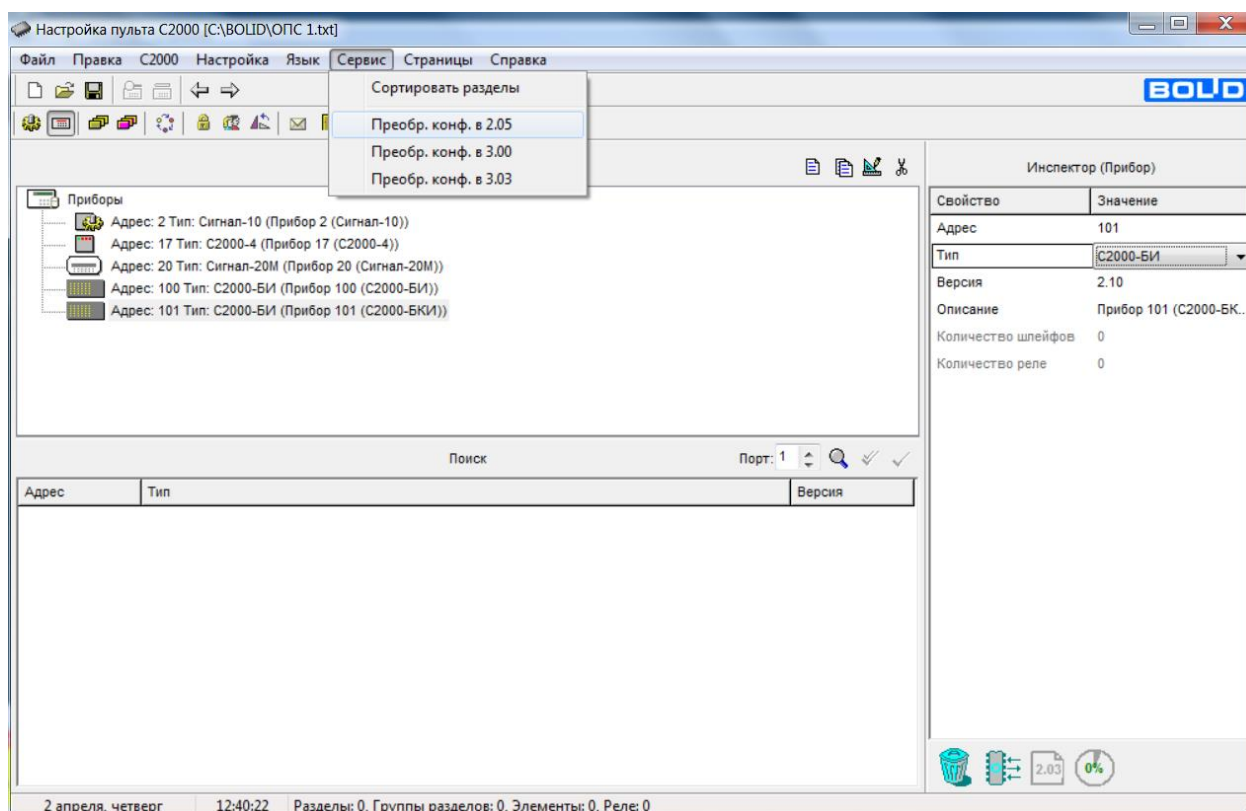 Настройка пульта С2000 [C:\BOLID\ОПС 1.txt]
Файл Правка С2000 Настройка Язык Сервис Страницы Справка
Сортировать разделы
BOLID
Преобр. конф. в 2.05
Преобр. конф. в 3.00
Преобр. конф. в 3.03
Инспектор (Прибор)
Приборы
Адрес: 2 Тип: Сигнал-10 (Прибор 2 (Сигнал-10))
Адрес: 17 Тип: С2000-4 (Прибор 17 (С2000-4))
Адрес: 20 Тип: Сигнал-20М (Прибор 20 (Сигнал-20М))
Адрес: 100 Тип: С2000-БИ (Прибор 100 (С2000-БИ))
Адрес: 101 Тип: С2000-БИ (Прибор 101 (С2000-БКИ))
Свойство Значение
Адрес 101
Тип С2000-БИ
Версия 2.10
Описание Прибор 101 (С2000-БК..
Количество шлейфов 0
Количество реле 0
Поиск Порт: 1
Адрес Тип Версия
2.03 0%
2 апреля, четверг 12:40:22 Разделы: 0, Группы разделов: 0, Элементы: 0, Реле: 0